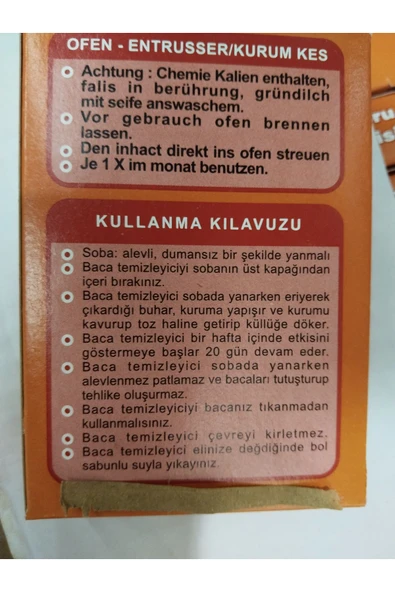 OFEN - ENTRUSSER/KURUM KES
Achtung : Chemie Kalien enthalten,
falis in berührung, gründilch
mit seife answaschem.
Vor gebrauch ofen brennen
lassen.
Den inhact direkt ins ofen streuen
Je 1 X im monat benutzen.
KULLANMA KILAVUZU
Soba: alevli, dumansız bir şekilde yanmalı
Baca temizleyiciyi sobanın üst kapağından
içeri bırakınız.
Baca temizleyici sobada yanarken eriyerek
çıkardığı buhar, kuruma yapışır ve kurumu
kavurup toz haline getirip küllüğe döker.
Baca temizleyici bir hafta içinde etkisini
göstermeye başlar 20 gün devam eder.
Baca temizleyici sobada yanarken
alevlenmez patlamaz ve bacaları tutuşturup
tehlike oluşurmaz.
Baca temizleyiciyi bacanız tıkanmadan
kullanmalısınız.
Baca temizleyici çevreyi kirletmez.
Baca temizleyici elinize değdiğinde bol
sabunlu suyla yıkayınız.